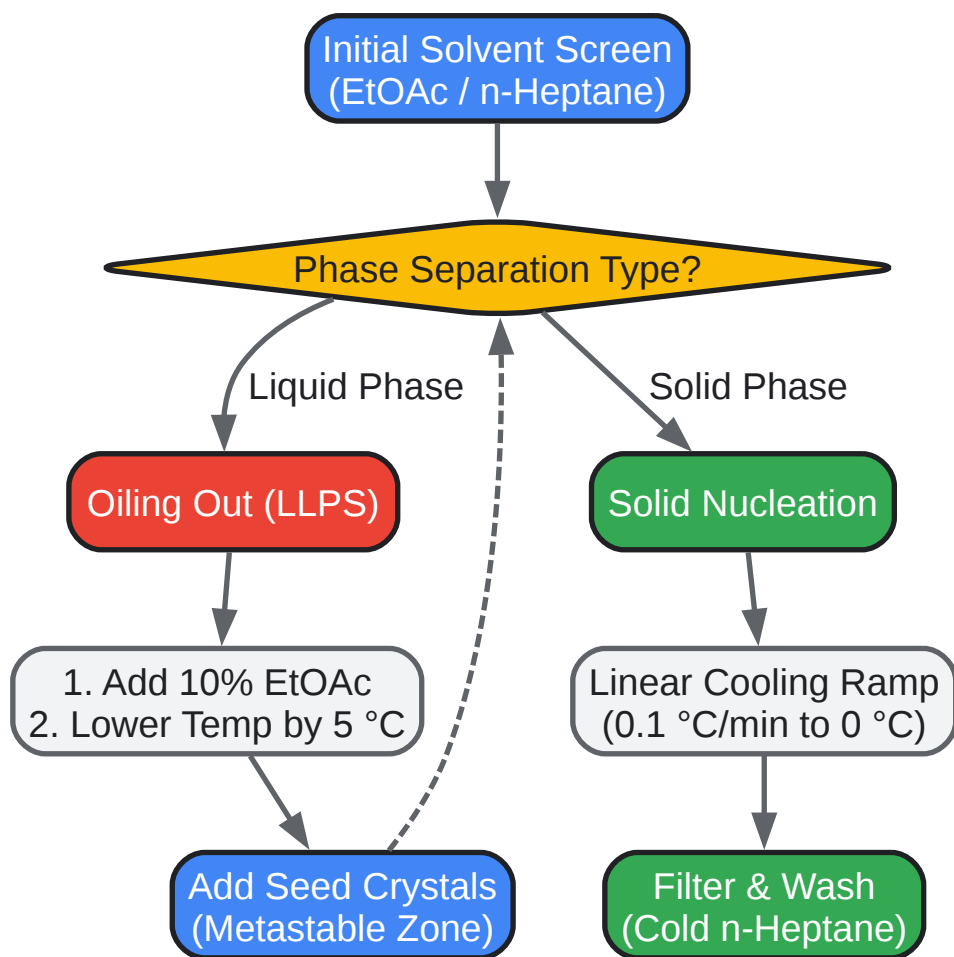 Initial Solvent Screen
(EtOAc / n-Heptane)
Phase Separation Type?
Liquid Phase
Solid Phase
Oiling Out (LLPS)
Solid Nucleation
1. Add 10% EtOAc
2. Lower Temp by 5 °C
Linear Cooling Ramp
(0.1 °C/min to 0 °C)
Add Seed Crystals
(Metastable Zone)
Filter & Wash
(Cold n-Heptane)